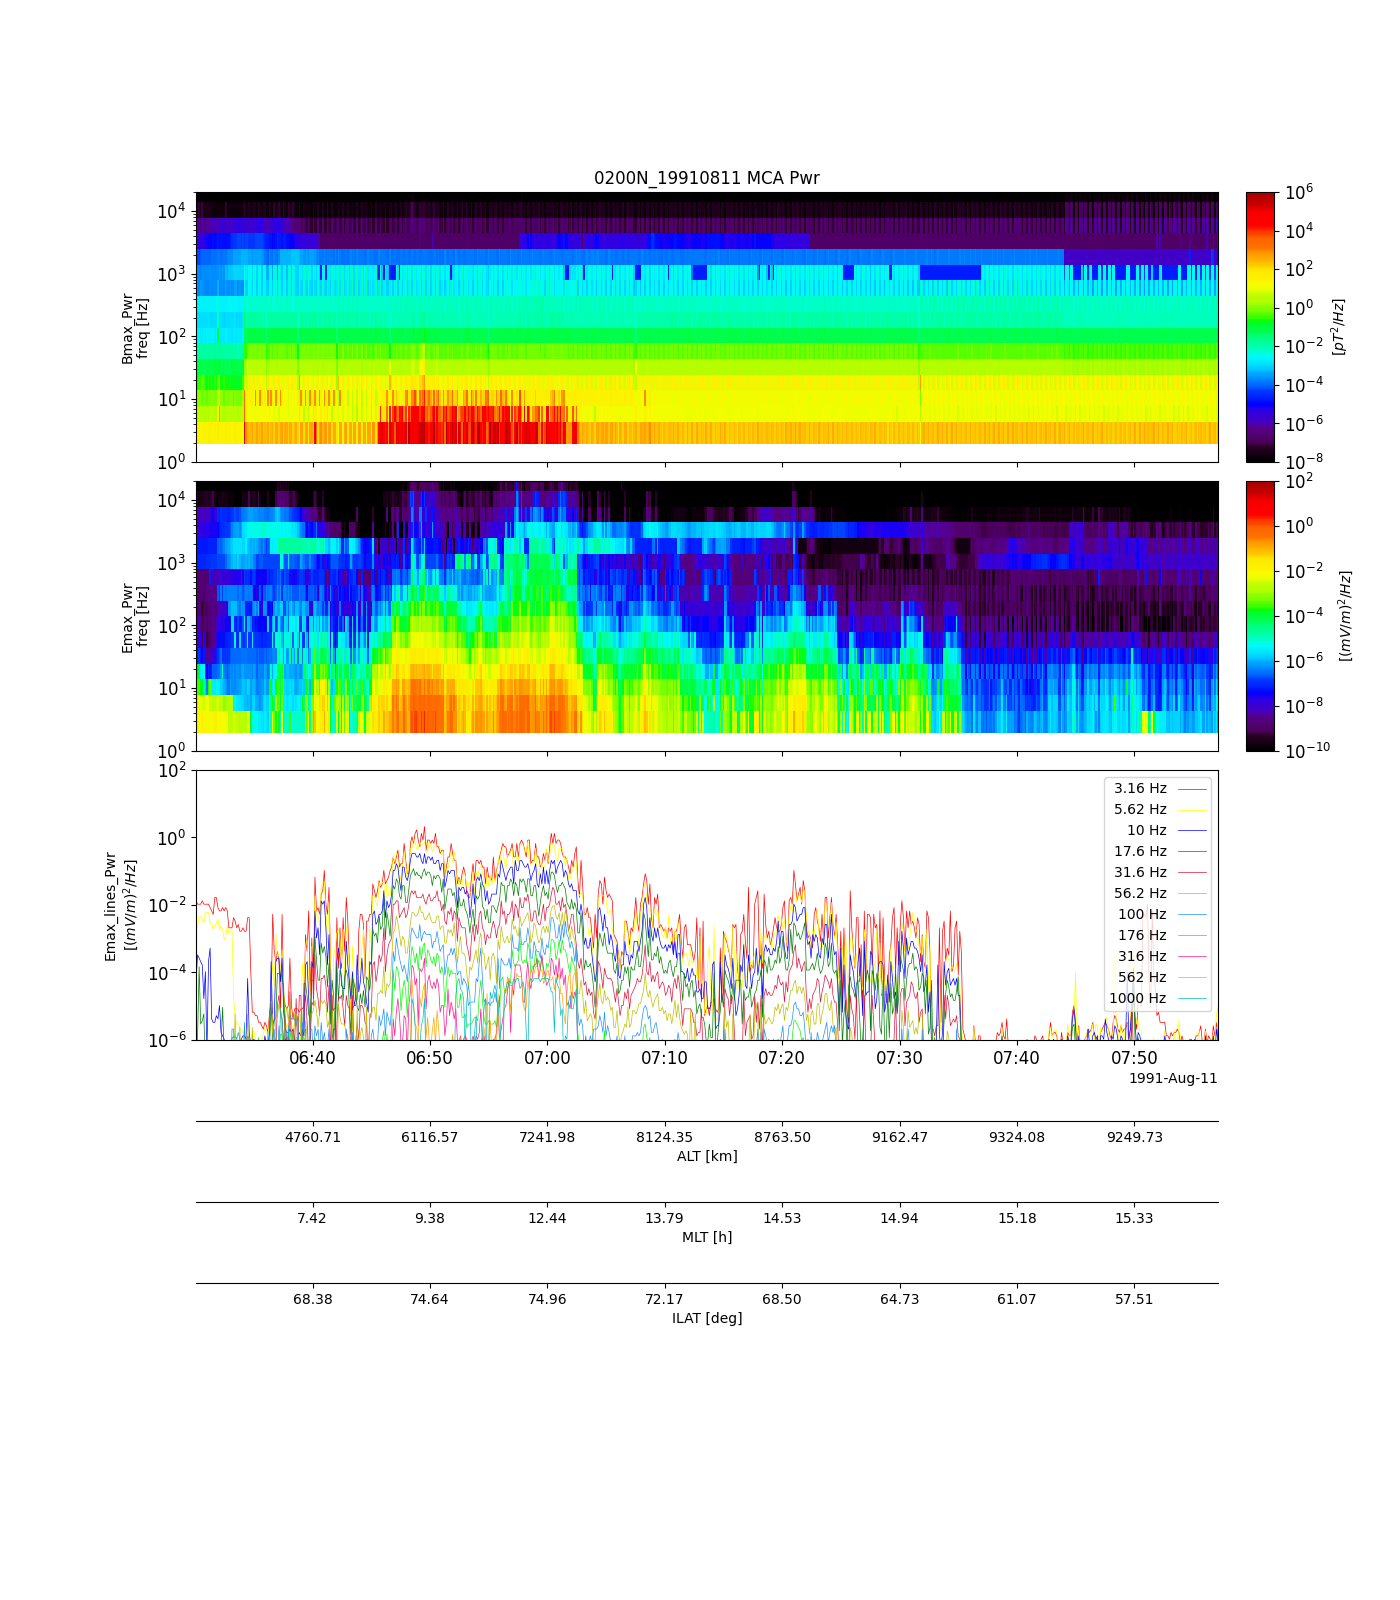 0200N_19910811 MCA Pwr
10^4
10^3
10^2
10^1
10^0
Bmax_Pwr
freq [Hz]
10^6
10^4
10^2
10^0
10^-2
10^-4
10^-6
10^-8
[pT^2/Hz]
10^4
10^3
10^2
10^1
10^0
Emax_Pwr
freq [Hz]
10^2
10^0
10^-2
10^-4
10^-6
10^-8
10^-10
[(mV/m)^2/Hz]
10^2
10^0
10^-2
10^-4
10^-6
Emax_lines_Pwr
[(mV/m)^2/Hz]
3.16 Hz
5.62 Hz
10 Hz
17.6 Hz
31.6 Hz
56.2 Hz
100 Hz
176 Hz
316 Hz
562 Hz
1000 Hz
06:40 06:50 07:00 07:10 07:20 07:30 07:40 07:50
1991-Aug-11
4760.71 6116.57 7241.98 8124.35 8763.50 9162.47 9324.08 9249.73
ALT [km]
7.42 9.38 12.44 13.79 14.53 14.94 15.18 15.33
MLT [h]
68.38 74.64 74.96 72.17 68.50 64.73 61.07 57.51
ILAT [deg]